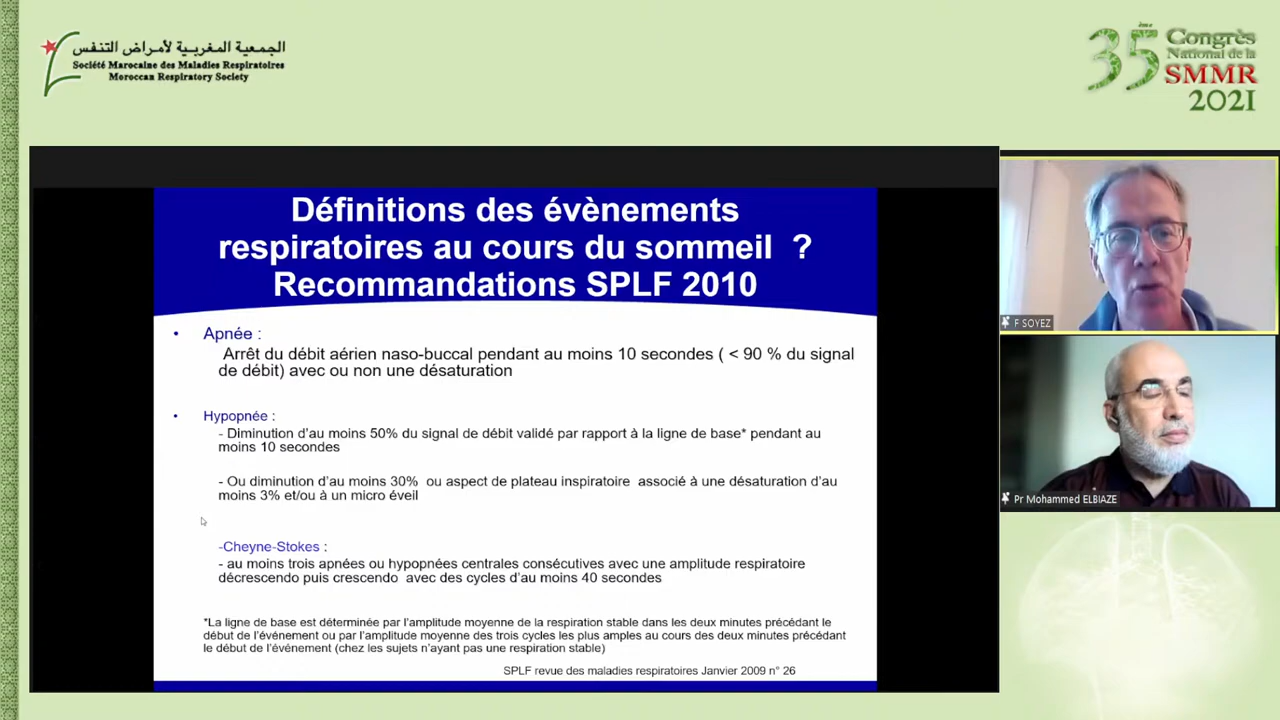 الجمعية المغربية لأمراض التنفس
Société Marocaine des Maladies Respiratoires
Moroccan Respiratory Society
35ème Congrès
National de la
SMMR
2021
Définitions des évènements
respiratoires au cours du sommeil ?
Recommandations SPLF 2010
• Apnée :
Arrêt du débit aérien naso-buccal pendant au moins 10 secondes ( < 90 % du signal
de débit) avec ou non une désaturation
• Hypopnée :
- Diminution d'au moins 50% du signal de débit validé par rapport à la ligne de base* pendant au
moins 10 secondes
- Ou diminution d'au moins 30% ou aspect de plateau inspiratoire associé à une désaturation d'au
moins 3% et/ou à un micro éveil
-Cheyne-Stokes :
- au moins trois apnées ou hypopnées centrales consécutives avec une amplitude respiratoire
décrescendo puis crescendo avec des cycles d'au moins 40 secondes
*La ligne de base est déterminée par l'amplitude moyenne de la respiration stable dans les deux minutes précédant le
début de l'événement ou par l'amplitude moyenne des trois cycles les plus amples au cours des deux minutes précédant
le début de l'événement (chez les sujets n'ayant pas une respiration stable)
SPLF revue des maladies respiratoires Janvier 2009 n° 26
F SOYEZ
Pr Mohammed ELBIAZE